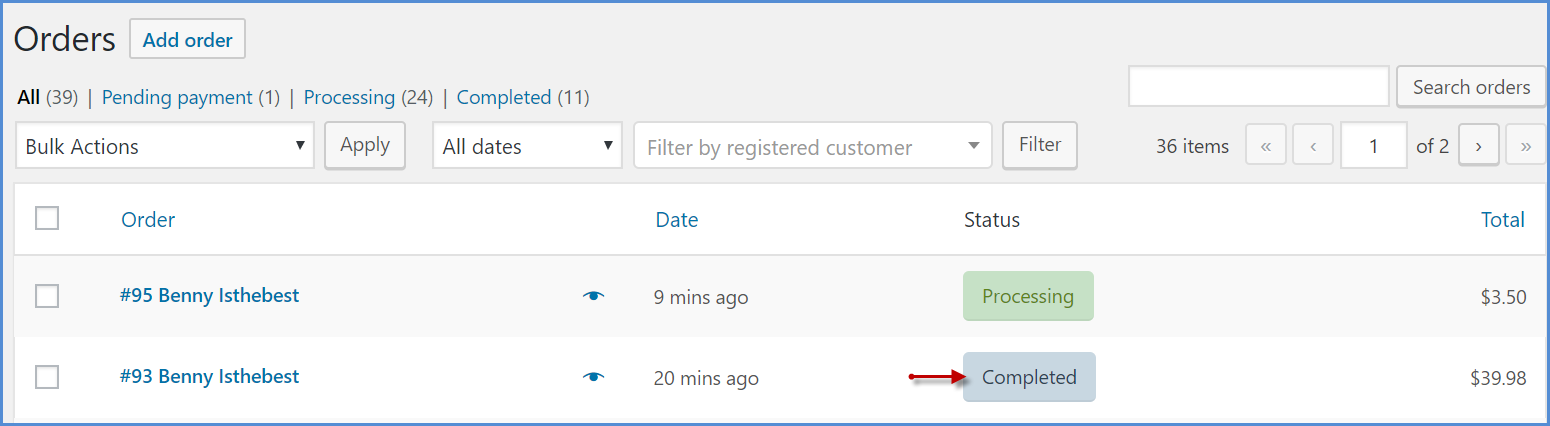 Orders Add order
All (39) | Pending payment (1) | Processing (24) | Completed (11)
Search orders
Bulk Actions Apply All dates Filter by registered customer Filter 36 items « ‹ 1 of 2 › »
Order Date Status Total
#95 Benny Isthebest 9 mins ago Processing $3.50
#93 Benny Isthebest 20 mins ago Completed $39.98